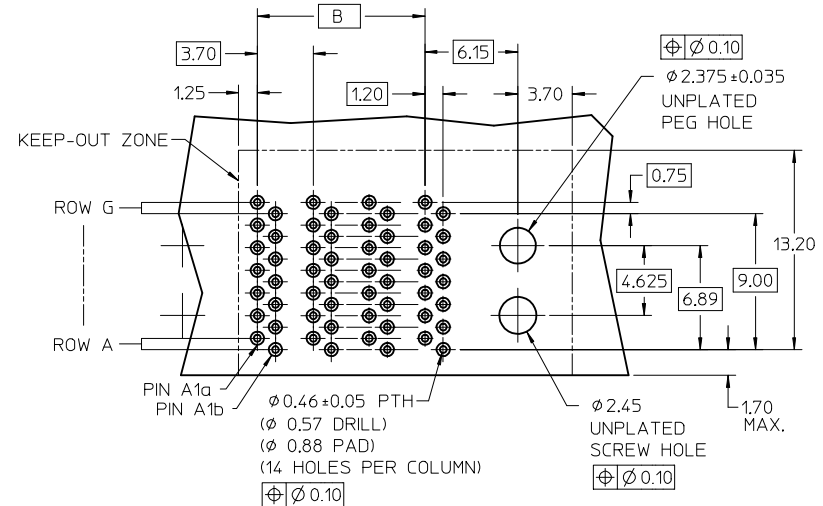 B
3.70
6.15
⌖ ⌀0.10
⌀2.375±0.035
UNPLATED
PEG HOLE
1.25
1.20
3.70
KEEP-OUT ZONE
0.75
ROW G
13.20
4.625
6.89
9.00
ROW A
PIN A1a
PIN A1b
⌀0.46±0.05 PTH
(⌀ 0.57 DRILL)
(⌀ 0.88 PAD)
(14 HOLES PER COLUMN)
⌖ ⌀0.10
⌀2.45
UNPLATED
SCREW HOLE
⌖ ⌀0.10
1.70
MAX.